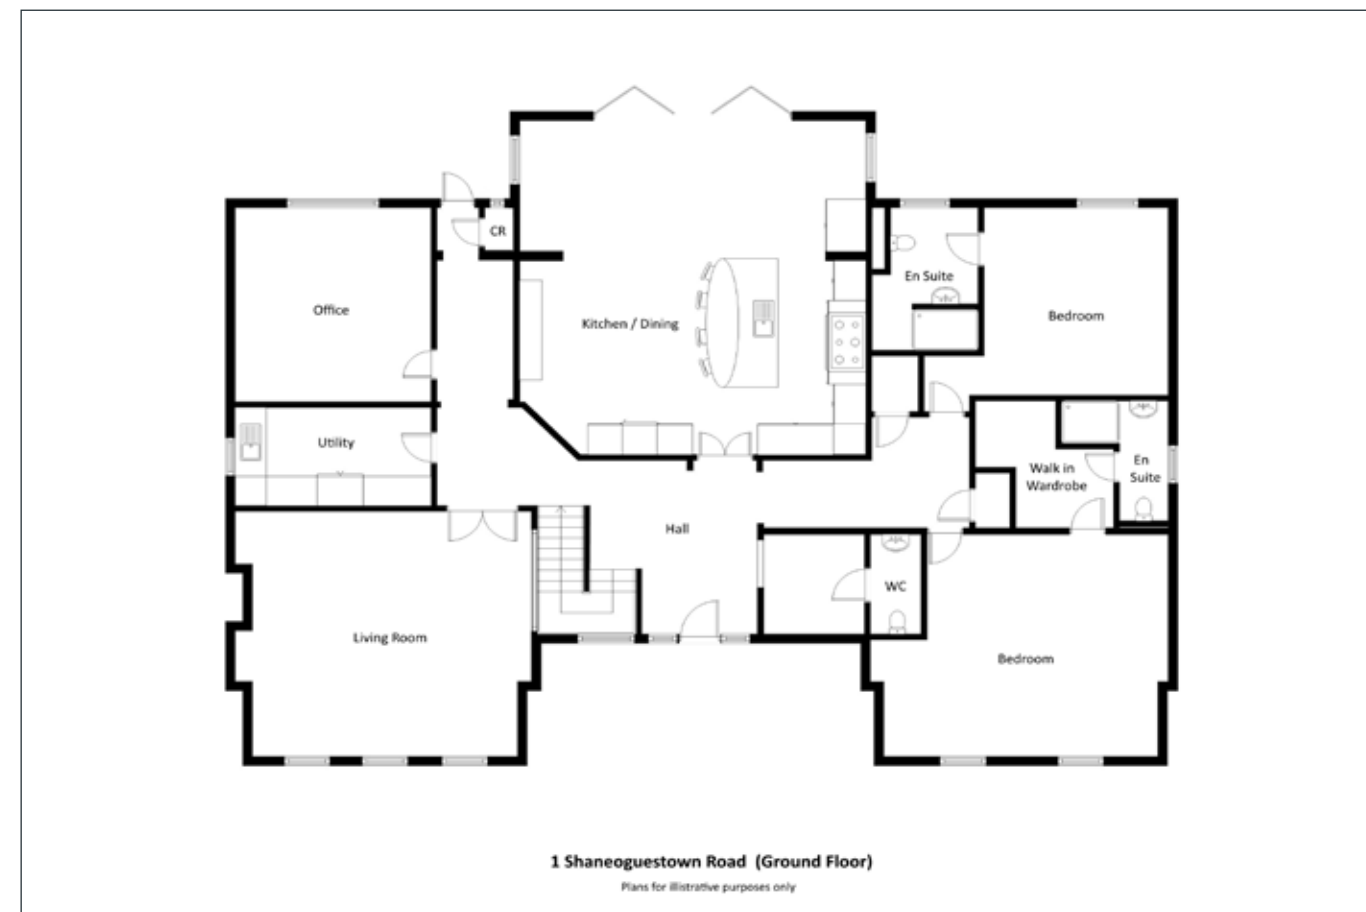 CR
En Suite
Office
Kitchen / Dining
Bedroom
Utility
Walk in
Wardrobe
En
Suite
Hall
WC
Living Room
Bedroom
1 Shaneoguestown Road (Ground Floor)
Plans for illistrative purposes only